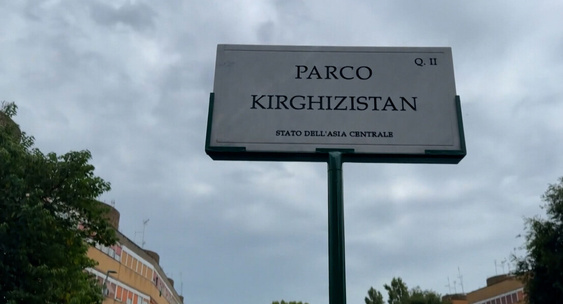 Q. II
PARCO
KIRGHIZISTAN
STATO DELL'ASIA CENTRALE